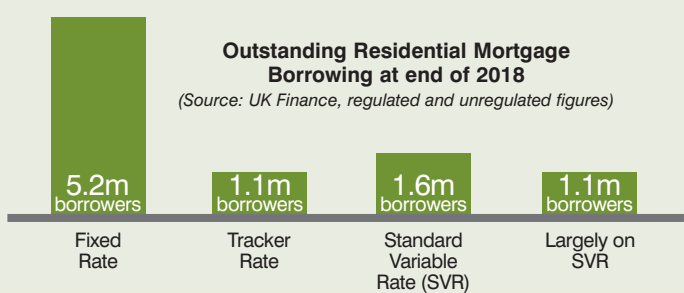 Outstanding Residential Mortgage
Borrowing at end of 2018
(Source: UK Finance, regulated and unregulated figures)
5.2m
borrowers
1.1m
borrowers
1.6m
borrowers
1.1m
borrowers
Fixed
Rate
Tracker
Rate
Standard
Variable
Rate (SVR)
Largely on
SVR